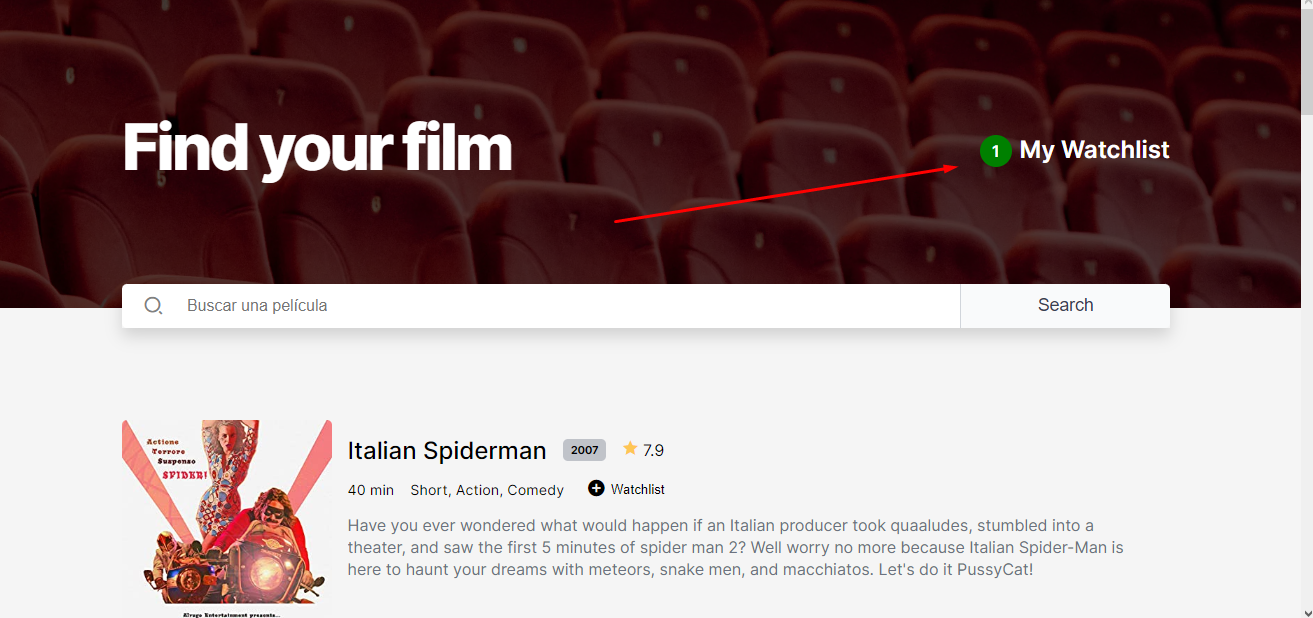 Find your film
1 My Watchlist
Buscar una película
Search
Actione
Terrore
Suspenso
SPIDER!
Italian Spiderman 2007 7.9
40 min Short, Action, Comedy Watchlist
Have you ever wondered what would happen if an Italian producer took quaaludes, stumbled into a
theater, and saw the first 5 minutes of spider man 2? Well worry no more because Italian Spider-Man is
here to haunt your dreams with meteors, snake men, and macchiatos. Let's do it PussyCat!
Alrugo Entertainment presents...